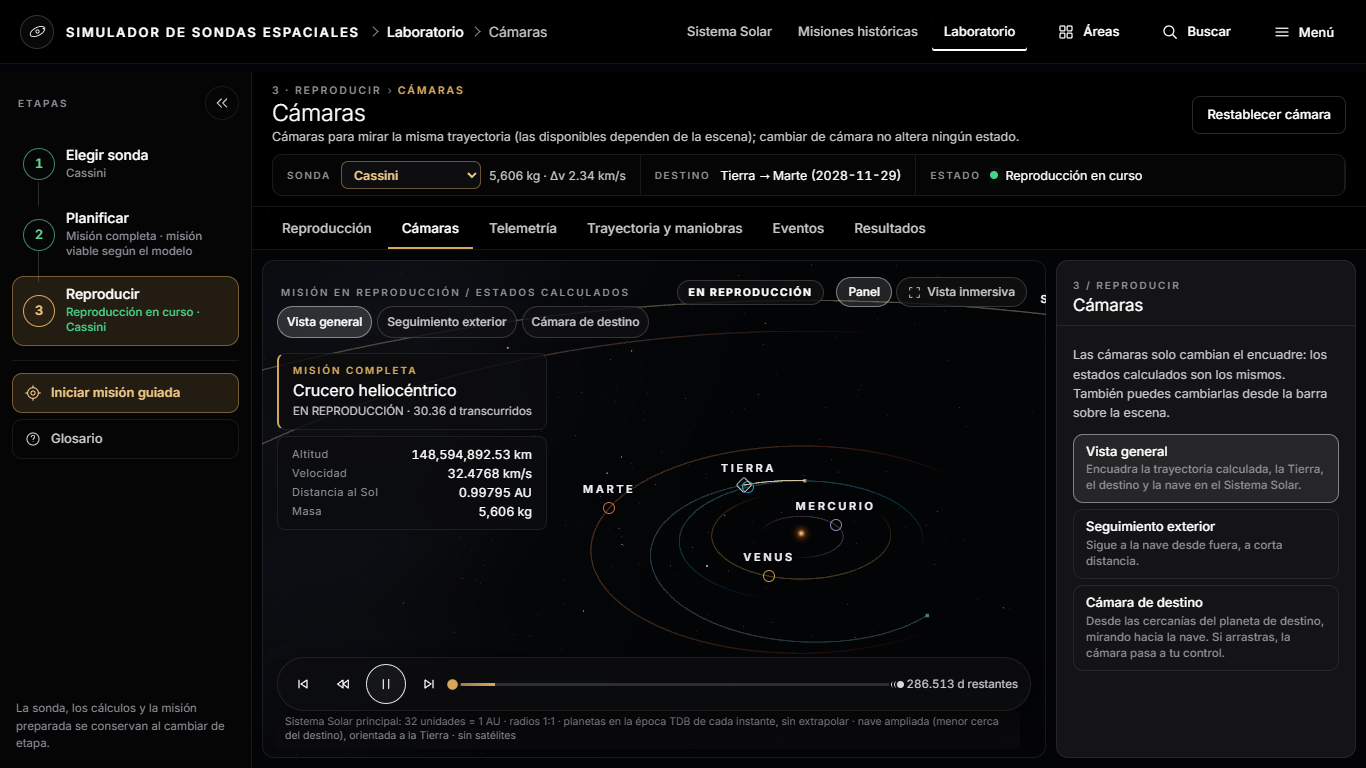 SIMULADOR DE SONDAS ESPACIALES > Laboratorio > Cámaras
Sistema Solar
Misiones históricas
Laboratorio
Áreas
Buscar
Menú
ETAPAS
1
Elegir sonda
Cassini
2
Planificar
Misión completa · misión
viable según el modelo
3
Reproducir
Reproducción en curso ·
Cassini
Iniciar misión guiada
Glosario
La sonda, los cálculos y la misión
preparada se conservan al cambiar de
etapa.
3 · REPRODUCIR › CÁMARAS
Cámaras
Cámaras para mirar la misma trayectoria (las disponibles dependen de la escena); cambiar de cámara no altera ningún estado.
Restablecer cámara
SONDA Cassini 5,606 kg · Δv 2.34 km/s
DESTINO Tierra → Marte (2028-11-29)
ESTADO Reproducción en curso
Reproducción
Cámaras
Telemetría
Trayectoria y maniobras
Eventos
Resultados
MISIÓN EN REPRODUCCIÓN / ESTADOS CALCULADOS
EN REPRODUCCIÓN
Panel
Vista inmersiva
Vista general
Seguimiento exterior
Cámara de destino
MISIÓN COMPLETA
Crucero heliocéntrico
EN REPRODUCCIÓN · 30.36 d transcurridos
Altitud 148,594,892.53 km
Velocidad 32.4768 km/s
Distancia al Sol 0.99795 AU
Masa 5,606 kg
TIERRA
MARTE
MERCURIO
VENUS
286.513 d restantes
Sistema Solar principal: 32 unidades = 1 AU · radios 1:1 · planetas en la época TDB de cada instante, sin extrapolar · nave ampliada (menor cerca
del destino), orientada a la Tierra · sin satélites
3 / REPRODUCIR
Cámaras
Las cámaras solo cambian el encuadre: los
estados calculados son los mismos.
También puedes cambiarlas desde la barra
sobre la escena.
Vista general
Encuadra la trayectoria calculada, la Tierra,
el destino y la nave en el Sistema Solar.
Seguimiento exterior
Sigue a la nave desde fuera, a corta
distancia.
Cámara de destino
Desde las cercanías del planeta de destino,
mirando hacia la nave. Si arrastras, la
cámara pasa a tu control.